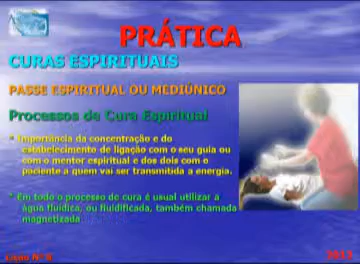 PRÁTICA
CURAS ESPIRITUAIS
PASSE ESPIRITUAL OU MEDIÚNICO
Processos de Cura Espiritual
* Importância da concentração e do
estabelecimento de ligação com o seu guia ou
com o mentor espiritual e dos dois com o
paciente a quem vai ser transmitida a energia.
* Em todo o processo de cura é usual utilizar a
água fluídica, ou fluidificada, também chamada
magnetizada
Nº 8